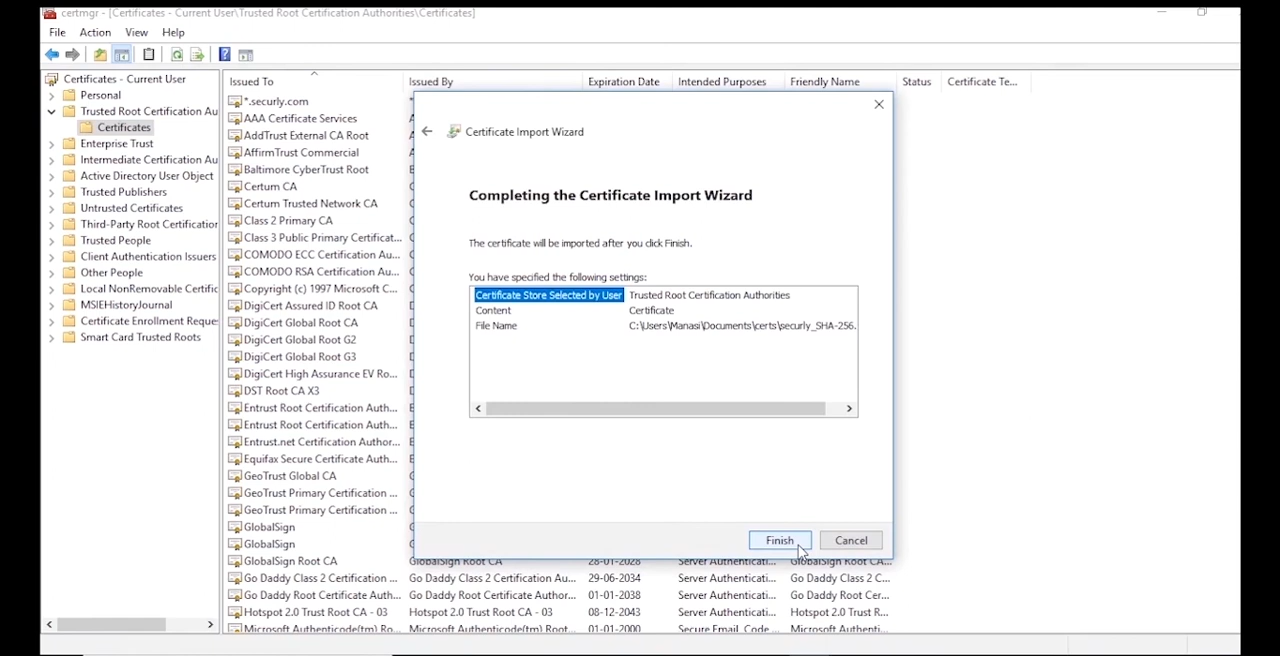 certmgr - [Certificates - Current User\Trusted Root Certification Authorities\Certificates]
File Action View Help
Certificates - Current User
Personal
Trusted Root Certification Au
Certificates
Enterprise Trust
Intermediate Certification Au
Active Directory User Object
Trusted Publishers
Untrusted Certificates
Third-Party Root Certification
Trusted People
Client Authentication Issuers
Other People
Local NonRemovable Certific
MSIEHistoryJournal
Certificate Enrollment Reque
Smart Card Trusted Roots
Issued To Issued By Expiration Date Intended Purposes Friendly Name Status Certificate Te...
*.securly.com
AAA Certificate Services
AddTrust External CA Root
AffirmTrust Commercial
Baltimore CyberTrust Root
Certum CA
Certum Trusted Network CA
Class 2 Primary CA
Class 3 Public Primary Certificat...
COMODO ECC Certification Au...
COMODO RSA Certification Au...
Copyright (c) 1997 Microsoft C...
DigiCert Assured ID Root CA
DigiCert Global Root CA
DigiCert Global Root G2
DigiCert Global Root G3
DigiCert High Assurance EV Ro...
DST Root CA X3
Entrust Root Certification Auth...
Entrust Root Certification Auth...
Entrust.net Certification Author...
Equifax Secure Certificate Auth...
GeoTrust Global CA
GeoTrust Primary Certification ...
GeoTrust Primary Certification ...
GlobalSign
GlobalSign
GlobalSign Root CA GlobalSign Root CA 28-01-2028 Server Authenticati... GlobalSign Root CA...
Go Daddy Class 2 Certification ... Go Daddy Class 2 Certification Au... 29-06-2034 Server Authenticati... Go Daddy Class 2 C...
Go Daddy Root Certificate Auth... Go Daddy Root Certificate Author... 01-01-2038 Server Authenticati... Go Daddy Root Cer...
Hotspot 2.0 Trust Root CA - 03 Hotspot 2.0 Trust Root CA - 03 08-12-2043 Server Authenticati... Hotspot 2.0 Trust R...
Microsoft Authenticode(tm) Ro... Microsoft Authenticode(tm) Root... 01-01-2000 Secure Email, Code ... Microsoft Authenti...
Certificate Import Wizard
Completing the Certificate Import Wizard
The certificate will be imported after you click Finish.
You have specified the following settings:
Certificate Store Selected by User Trusted Root Certification Authorities
Content Certificate
File Name C:\Users\Manasi\Documents\certs\securly_SHA-256.
Finish Cancel